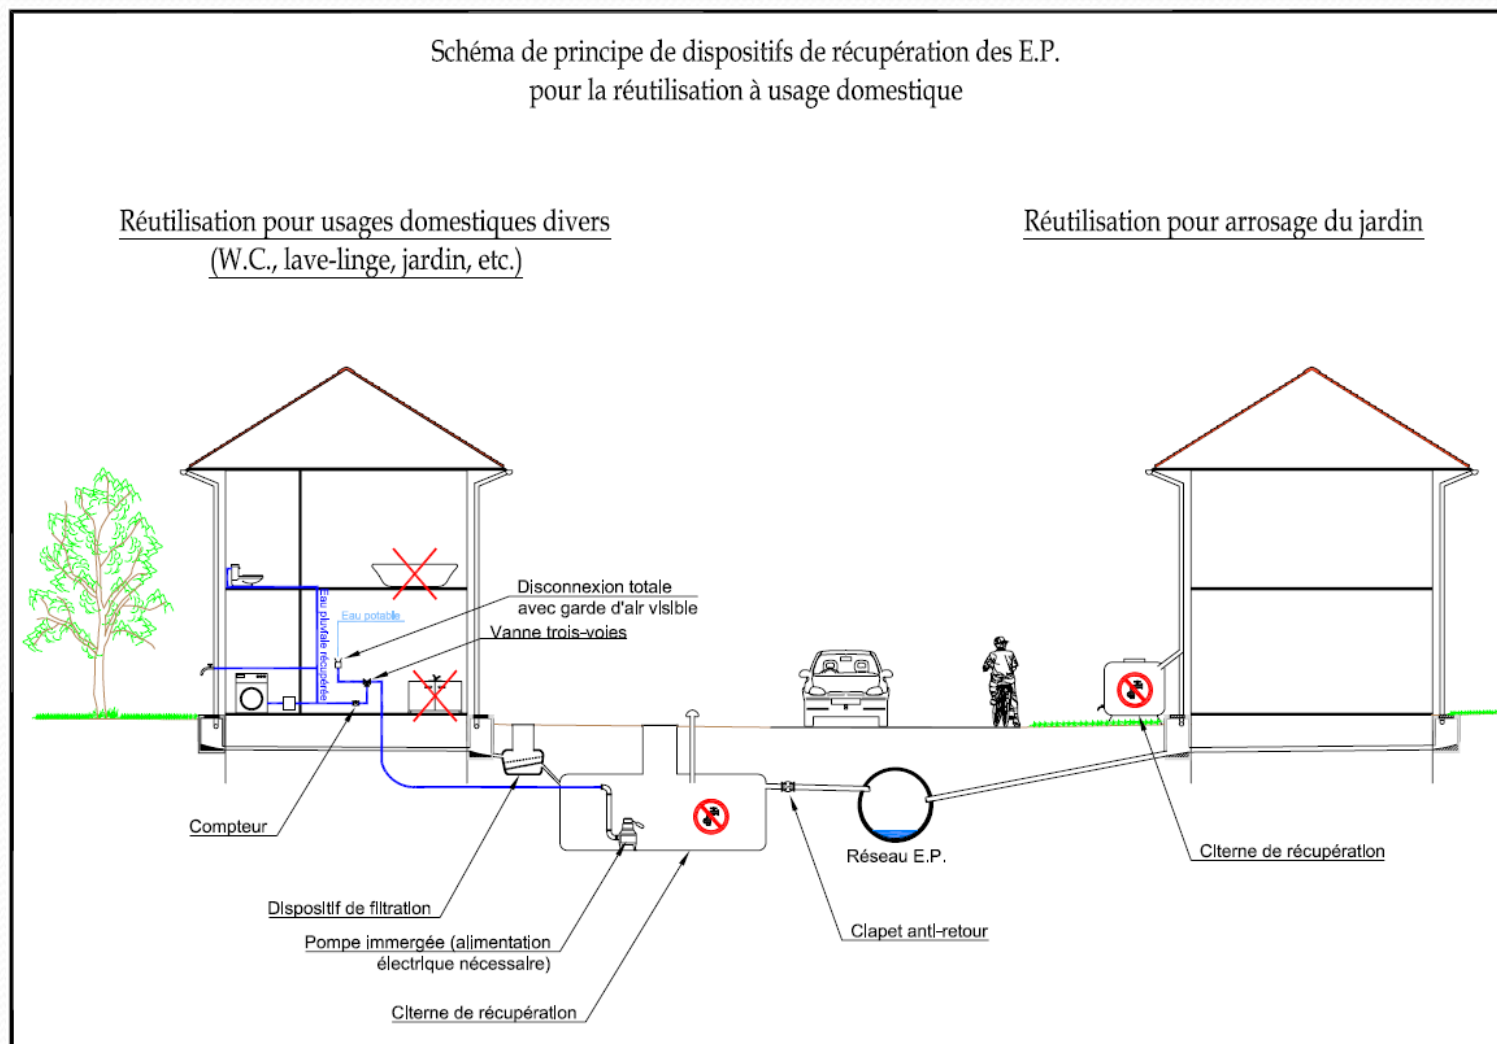 Schéma de principe de dispositifs de récupération des E.P.
pour la réutilisation à usage domestique
Réutilisation pour usages domestiques divers
(W.C., lave-linge, jardin, etc.)
Réutilisation pour arrosage du jardin
Disconnexion totale
avec garde d'air visible
Vanne trois-voies
Eau potable
Eau pluviale récupérée
Compteur
Dispositif de filtration
Pompe immergée (alimentation
électrique nécessaire)
Citerne de récupération
Réseau E.P.
Clapet anti-retour
Citerne de récupération